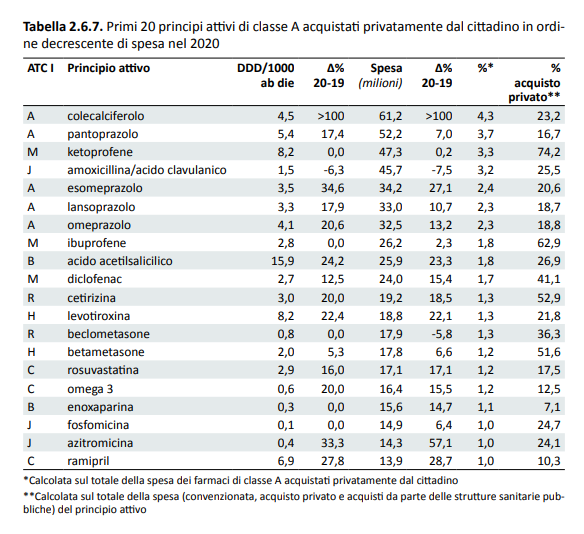 Tabella 2.6.7. Primi 20 principi attivi di classe A acquistati privatamente dal cittadino in ordi-
ne decrescente di spesa nel 2020
ATC I Principio attivo DDD/1000 ab die Δ% 20-19 Spesa (milioni) Δ% 20-19 %* % acquisto privato**
A colecalciferolo 4,5 >100 61,2 >100 4,3 23,2
A pantoprazolo 5,4 17,4 52,2 7,0 3,7 16,7
M ketoprofene 8,2 0,0 47,3 0,2 3,3 74,2
J amoxicillina/acido clavulanico 1,5 -6,3 45,7 -7,5 3,2 25,5
A esomeprazolo 3,5 34,6 34,2 27,1 2,4 20,6
A lansoprazolo 3,3 17,9 33,0 10,7 2,3 18,7
A omeprazolo 4,1 20,6 32,5 13,2 2,3 18,8
M ibuprofene 2,8 0,0 26,2 2,3 1,8 62,9
B acido acetilsalicilico 15,9 24,2 25,9 23,3 1,8 26,9
M diclofenac 2,7 12,5 24,0 15,4 1,7 41,1
R cetirizina 3,0 20,0 19,2 18,5 1,3 52,9
H levotiroxina 8,2 22,4 18,8 22,1 1,3 21,8
R beclometasone 0,8 0,0 17,9 -5,8 1,3 36,3
H betametasone 2,0 5,3 17,8 6,6 1,2 51,6
C rosuvastatina 2,9 16,0 17,1 17,1 1,2 17,5
C omega 3 0,6 20,0 16,4 15,5 1,2 12,5
B enoxaparina 0,3 0,0 15,6 14,7 1,1 7,1
J fosfomicina 0,1 0,0 14,9 6,4 1,0 24,7
J azitromicina 0,4 33,3 14,3 57,1 1,0 24,1
C ramipril 6,9 27,8 13,9 28,7 1,0 10,3
*Calcolata sul totale della spesa dei farmaci di classe A acquistati privatamente dal cittadino
**Calcolata sul totale della spesa (convenzionata, acquisto privato e acquisti da parte delle strutture sanitarie pub-
bliche) del principio attivo